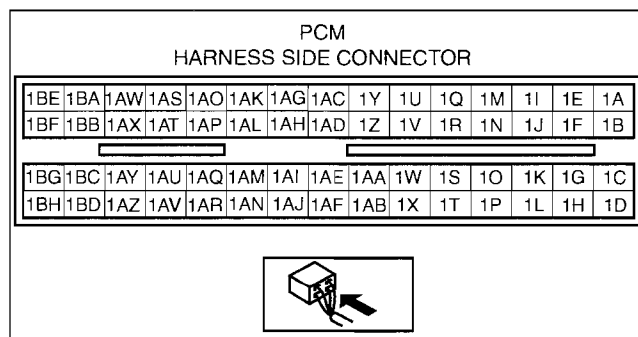 PCM
HARNESS SIDE CONNECTOR
1BE 1BA 1AW 1AS 1AO 1AK 1AG 1AC 1Y 1U 1Q 1M 1I 1E 1A
1BF 1BB 1AX 1AT 1AP 1AL 1AH 1AD 1Z 1V 1R 1N 1J 1F 1B
1BG 1BC 1AY 1AU 1AQ 1AM 1AI 1AE 1AA 1W 1S 1O 1K 1G 1C
1BH 1BD 1AZ 1AV 1AR 1AN 1AJ 1AF 1AB 1X 1T 1P 1L 1H 1D